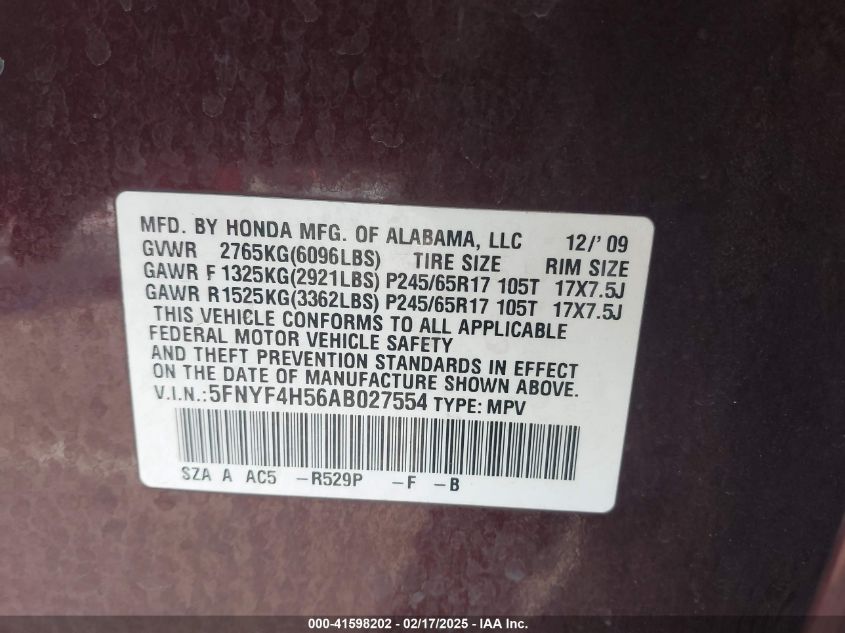 MFD. BY HONDA MFG. OF ALABAMA, LLC 12/'09
GVWR 2765KG(6096LBS) TIRE SIZE RIM SIZE
GAWR F 1325KG(2921LBS) P245/65R17 105T 17X7.5J
GAWR R1525KG(3362LBS) P245/65R17 105T 17X7.5J
THIS VEHICLE CONFORMS TO ALL APPLICABLE
FEDERAL MOTOR VEHICLE SAFETY
AND THEFT PREVENTION STANDARDS IN EFFECT
ON THE DATE OF MANUFACTURE SHOWN ABOVE.
V.I.N.:5FNYF4H56AB027554 TYPE: MPV
SZA A AC5 -R529P -F -B
000-41598202 - 02/17/2025 - IAA Inc.